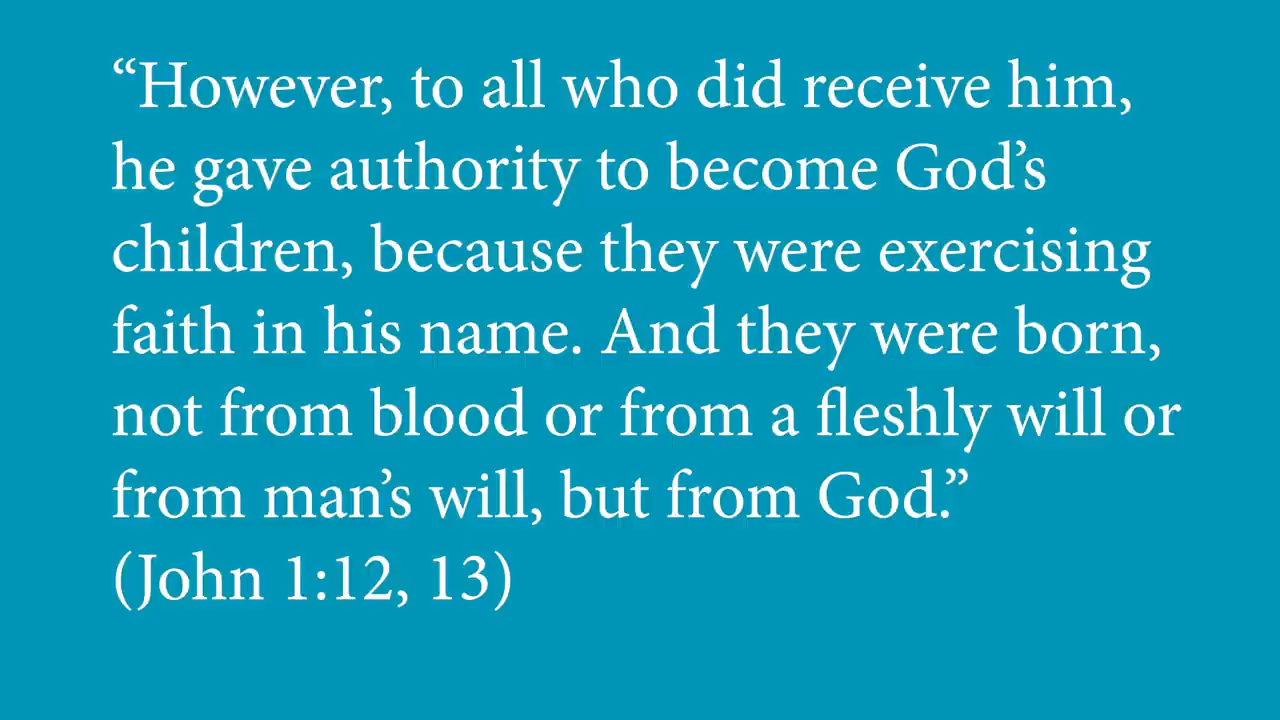 “However, to all who did receive him,
he gave authority to become God’s
children, because they were exercising
faith in his name. And they were born,
not from blood or from a fleshly will or
from man’s will, but from God.”
(John 1:12, 13)